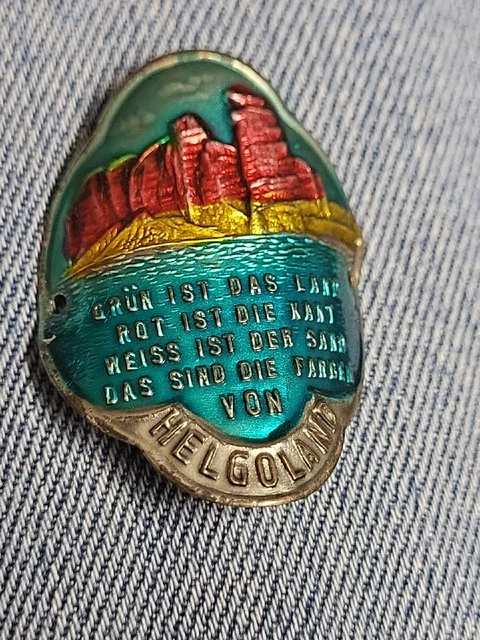 GRÜN IST DAS LAND
ROT IST DIE KANT
WEISS IST DER SAND
DAS SIND DIE FARBEN
VON
HELGOLAND